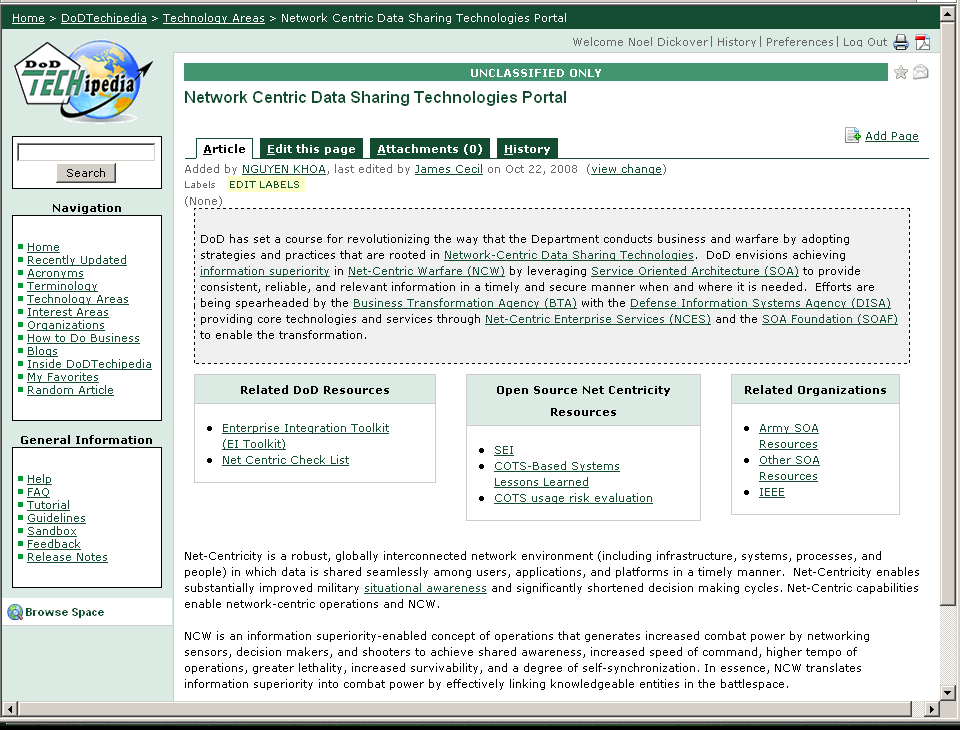 Home > DoDTechipedia > Technology Areas > Network Centric Data Sharing Technologies Portal
Welcome Noel Dickover| History| Preferences| Log Out
DoD
TECHipedia
UNCLASSIFIED ONLY
Network Centric Data Sharing Technologies Portal
Add Page
Article Edit this page Attachments (0) History
Added by NGUYEN KHOA, last edited by James Cecil on Oct 22, 2008 (view change)
Labels EDIT LABELS
(None)
Search
Navigation
Home
Recently Updated
Acronyms
Terminology
Technology Areas
Interest Areas
Organizations
How to Do Business
Blogs
Inside DoDTechipedia
My Favorites
Random Article
General Information
Help
FAQ
Tutorial
Guidelines
Sandbox
Feedback
Release Notes
Browse Space
DoD has set a course for revolutionizing the way that the Department conducts business and warfare by adopting
strategies and practices that are rooted in Network-Centric Data Sharing Technologies. DoD envisions achieving
information superiority in Net-Centric Warfare (NCW) by leveraging Service Oriented Architecture (SOA) to provide
consistent, reliable, and relevant information in a timely and secure manner when and where it is needed. Efforts are
being spearheaded by the Business Transformation Agency (BTA) with the Defense Information Systems Agency (DISA)
providing core technologies and services through Net-Centric Enterprise Services (NCES) and the SOA Foundation (SOAF)
to enable the transformation.
Related DoD Resources
Enterprise Integration Toolkit
(EI Toolkit)
Net Centric Check List
Open Source Net Centricity
Resources
SEI
COTS-Based Systems
Lessons Learned
COTS usage risk evaluation
Related Organizations
Army SOA
Resources
Other SOA
Resources
IEEE
Net-Centricity is a robust, globally interconnected network environment (including infrastructure, systems, processes, and
people) in which data is shared seamlessly among users, applications, and platforms in a timely manner. Net-Centricity enables
substantially improved military situational awareness and significantly shortened decision making cycles. Net-Centric capabilities
enable network-centric operations and NCW.
NCW is an information superiority-enabled concept of operations that generates increased combat power by networking
sensors, decision makers, and shooters to achieve shared awareness, increased speed of command, higher tempo of
operations, greater lethality, increased survivability, and a degree of self-synchronization. In essence, NCW translates
information superiority into combat power by effectively linking knowledgeable entities in the battlespace.